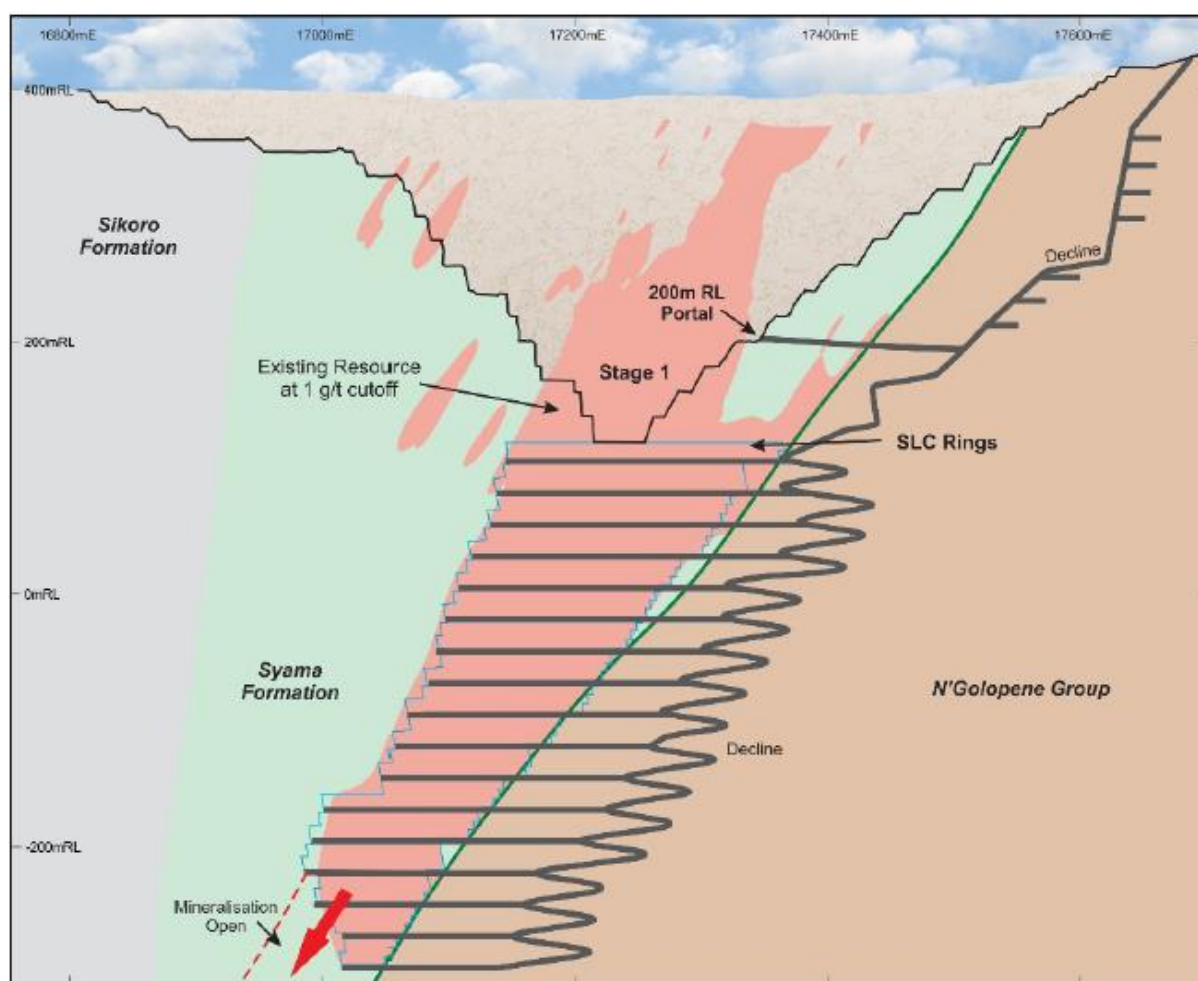 16800mE
17000mE
17200mE
17400mE
17600mE
400mRL
Sikoro
Formation
Decline
200m RL
Portal
200mRL
Existing Resource
at 1 g/t cutoff
Stage 1
SLC Rings
0mRL
Syama
Formation
N'Golopene Group
Decline
-200mRL
Mineralisation
Open